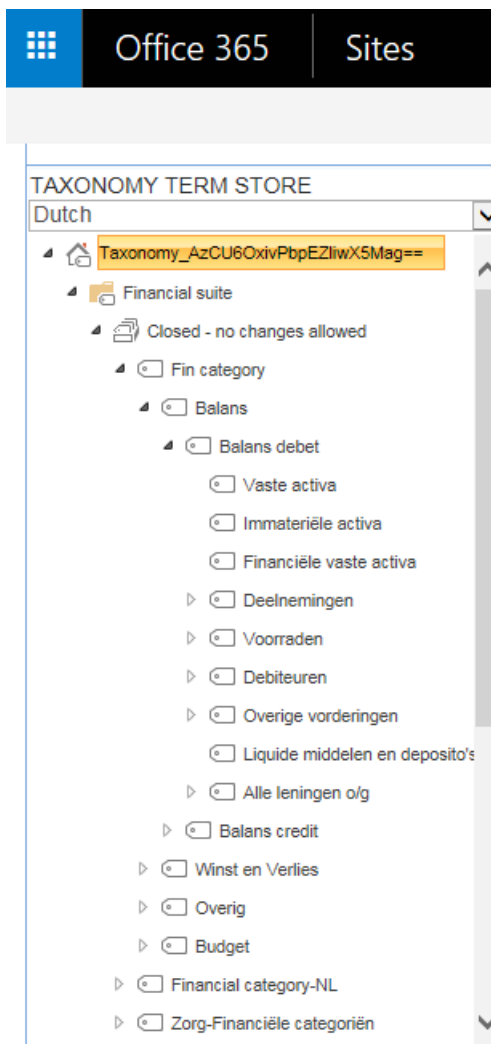 Office 365 Sites
TAXONOMY TERM STORE
Dutch
Taxonomy_AzCU6OxivPbpEZliwX5Mag==
Financial suite
Closed - no changes allowed
Fin category
Balans
Balans debet
Vaste activa
Immateriële activa
Financiële vaste activa
Deelnemingen
Voorraden
Debiteuren
Overige vorderingen
Liquide middelen en deposito's
Alle leningen o/g
Balans credit
Winst en Verlies
Overig
Budget
Financial category-NL
Zorg-Financiële categoriën